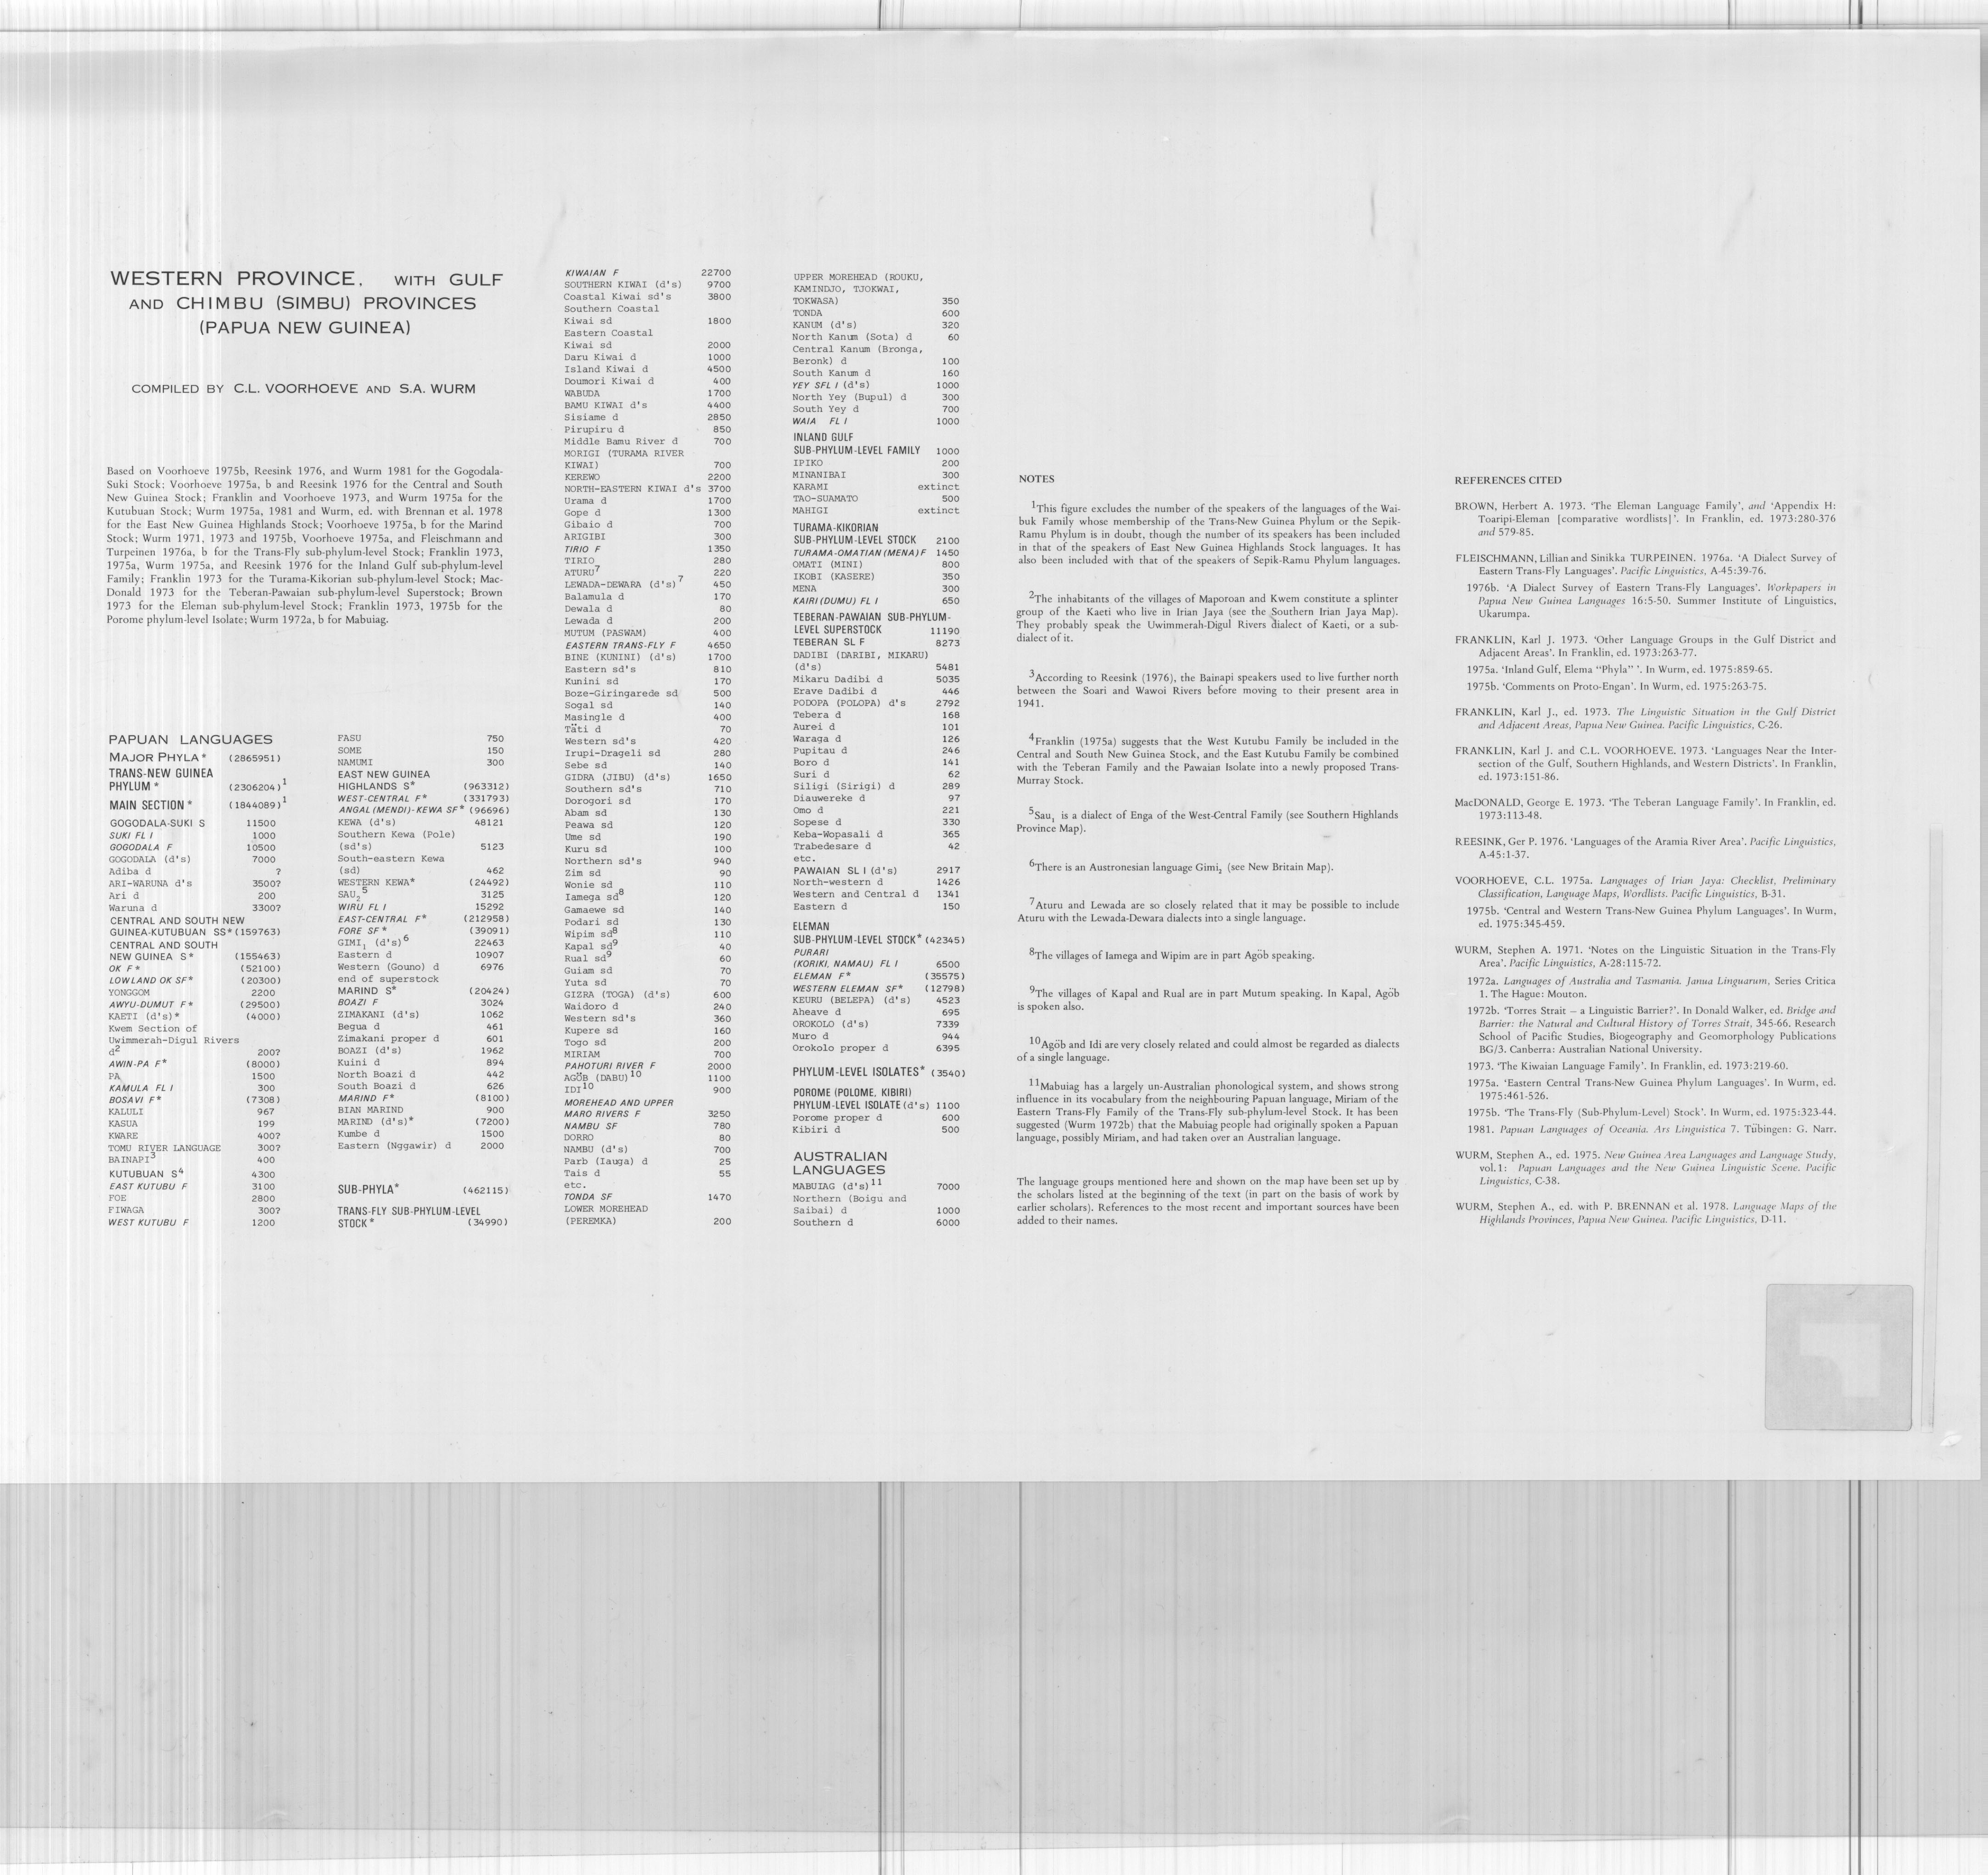 WESTERN PROVINCE, WITH GULF
AND CHIMBU (SIMBU) PROVINCES
(PAPUA NEW GUINEA)
COMPILED BY C.L. VOORHOEVE AND S.A. WURM
Based on Voorhoeve 1975b, Reesink 1976, and Wurm 1981 for the Gogodala-
Suki Stock; Voorhoeve 1975a, b and Reesink 1976 for the Central and South
New Guinea Stock; Franklin and Voorhoeve 1973, and Wurm 1975a for the
Kutubuan Stock; Wurm 1975a, 1981 and Wurm, ed. with Brennan et al. 1978
for the East New Guinea Highlands Stock; Voorhoeve 1975a, b for the Marind
Stock; Wurm 1971, 1973 and 1975b, Voorhoeve 1975a, and Fleischmann and
Turpeinen 1976a, b for the Trans-Fly sub-phylum-level Stock; Franklin 1973,
1975a, Wurm 1975a, and Reesink 1976 for the Inland Gulf sub-phylum-level
Family; Franklin 1973 for the Turama-Kikorian sub-phylum-level Stock; Mac-
Donald 1973 for the Teberan-Pawaian sub-phylum-level Superstock; Brown
1973 for the Eleman sub-phylum-level Stock; Franklin 1973, 1975b for the
Porome phylum-level Isolate; Wurm 1972a, b for Mabuiag.
PAPUAN LANGUAGES
MAJOR PHYLA* (2865951)
TRANS-NEW GUINEA
PHYLUM * (2306204)1
MAIN SECTION * (1844089)1
GOGODALA-SUKI S 11500
SUKI FL I 1000
GOGODALA F 10500
GOGODALA (d's) 7000
Adiba d ?
ARI-WARUNA d's 3500?
Ari d 200
Waruna d 3300?
CENTRAL AND SOUTH NEW
GUINEA-KUTUBUAN SS* (159763)
CENTRAL AND SOUTH
NEW GUINEA S* (155463)
OK F* (52100)
LOWLAND OK SF* (20300)
YONGGOM 2200
AWYU-DUMUT F* (29500)
KAETI (d's)* (4000)
Kwem Section of
Uwimmerah-Digul Rivers
d2 200?
AWIN-PA F* (8000)
PA 1500
KAMULA FL I 300
BOSAVI F* (7308)
KALULI 967
KASUA 199
KWARE 400?
TOMU RIVER LANGUAGE 300?
BAINAPI3 400
KUTUBUAN S4 4300
EAST KUTUBU F 3100
FOE 2800
FIWAGA 300?
WEST KUTUBU F 1200
FASU 750
SOME 150
NAMUMI 300
EAST NEW GUINEA
HIGHLANDS S* (963312)
WEST-CENTRAL F* (331793)
ANGAL (MENDI)-KEWA SF* (96696)
KEWA (d's) 48121
Southern Kewa (Pole)
(sd's) 5123
South-eastern Kewa
(sd) 462
WESTERN KEWA* (24492)
SAU2 5 3125
WIRU FL I 15292
EAST-CENTRAL F* (212958)
FORE SF* (39091)
GIMI1 (d's)6 22463
Eastern d 10907
Western (Gouno) d 6976
end of superstock
MARIND S* (20424)
BOAZI F 3024
ZIMAKANI (d's) 1062
Begua d 461
Zimakani proper d 601
BOAZI (d's) 1962
Kuini d 894
North Boazi d 442
South Boazi d 626
MARIND F* (8100)
BIAN MARIND 900
MARIND (d's)* (7200)
Kumbe d 1500
Eastern (Nggawir) d 2000
SUB-PHYLA* (462115)
TRANS-FLY SUB-PHYLUM-LEVEL
STOCK* (34990)
KIWAIAN F 22700
SOUTHERN KIWAI (d's) 9700
Coastal Kiwai sd's 3800
Southern Coastal
Kiwai sd 1800
Eastern Coastal
Kiwai sd 2000
Daru Kiwai d 1000
Island Kiwai d 4500
Doumori Kiwai d 400
WABUDA 1700
BAMU KIWAI d's 4400
Sisiame d 2850
Pirupiru d 850
Middle Bamu River d 700
MORIGI (TURAMA RIVER
KIWAI) 700
KEREWO 2200
NORTH-EASTERN KIWAI d's 3700
Urama d 1700
Gope d 1300
Gibaio d 700
ARIGIBI 300
TIRIO F 1350
TIRIO 280
ATURU7 220
LEWADA-DEWARA (d's)7 450
Balamula d 170
Dewala d 80
Lewada d 200
MUTUM (PASWAM) 400
EASTERN TRANS-FLY F 4650
BINE (KUNINI) (d's) 1700
Eastern sd's 810
Kunini sd 170
Boze-Giringarede sd 500
Sogal sd 140
Masingle d 400
Täti d 70
Western sd's 420
Irupi-Drageli sd 280
Sebe sd 140
GIDRA (JIBU) (d's) 1650
Southern sd's 710
Dorogori sd 170
Abam sd 130
Peawa sd 120
Ume sd 190
Kuru sd 100
Northern sd's 940
Zim sd 90
Wonie sd 110
Iamega sd8 120
Gamaewe sd 140
Podari sd 130
Wipim sd8 110
Kapal sd9 40
Rual sd9 60
Guiam sd 70
Yuta sd 70
GIZRA (TOGA) (d's) 600
Waidoro d 240
Western sd's 360
Kupere sd 160
Togo sd 200
MIRIAM 700
PAHOTURI RIVER F 2000
AGÖB (DABU)10 1100
IDI10 900
MOREHEAD AND UPPER
MARO RIVERS F 3250
NAMBU SF 780
DORRO 80
NAMBU (d's) 700
Parb (Iauga) d 25
Tais d 55
etc.
TONDA SF 1470
LOWER MOREHEAD
(PEREMKA) 200
UPPER MOREHEAD (ROUKU,
KAMINDJO, TJOKWAI,
TOKWASA) 350
TONDA 600
KANUM (d's) 320
North Kanum (Sota) d 60
Central Kanum (Bronga,
Beronk) d 100
South Kanum d 160
YEY SFL I (d's) 1000
North Yey (Bupul) d 300
South Yey d 700
WAIA FL I 1000
INLAND GULF
SUB-PHYLUM-LEVEL FAMILY 1000
IPIKO 200
MINANIBAI 300
KARAMI extinct
TAO-SUAMATO 500
MAHIGI extinct
TURAMA-KIKORIAN
SUB-PHYLUM-LEVEL STOCK 2100
TURAMA-OMATIAN (MENA) F 1450
OMATI (MINI) 800
IKOBI (KASERE) 350
MENA 300
KAIRI (DUMU) FL I 650
TEBERAN-PAWAIAN SUB-PHYLUM-
LEVEL SUPERSTOCK 11190
TEBERAN SL F 8273
DADIBI (DARIBI, MIKARU)
(d's) 5481
Mikaru Dadibi d 5035
Erave Dadibi d 446
PODOPA (POLOPA) d's 2792
Tebera d 168
Aurei d 101
Waraga d 126
Pupitau d 246
Boro d 141
Suri d 62
Siligi (Sirigi) d 289
Diauwereke d 97
Omo d 221
Sopese d 330
Keba-Wopasali d 365
Trabedesare d 42
etc.
PAWAIAN SL I (d's) 2917
North-western d 1426
Western and Central d 1341
Eastern d 150
ELEMAN
SUB-PHYLUM-LEVEL STOCK* (42345)
PURARI
(KORIKI, NAMAU) FL I 6500
ELEMAN F* (35575)
WESTERN ELEMAN SF* (12798)
KEURU (BELEPA) (d's) 4523
Aheave d 695
OROKOLO (d's) 7339
Muro d 944
Orokolo proper d 6395
PHYLUM-LEVEL ISOLATES* (3540)
POROME (POLOME, KIBIRI)
PHYLUM-LEVEL ISOLATE (d's) 1100
Porome proper d 600
Kibiri d 500
AUSTRALIAN
LANGUAGES
MABUIAG (d's)11 7000
Northern (Boigu and
Saibai) d 1000
Southern d 6000
NOTES
1This figure excludes the number of the speakers of the languages of the Wai-
buk Family whose membership of the Trans-New Guinea Phylum or the Sepik-
Ramu Phylum is in doubt, though the number of its speakers has been included
in that of the speakers of East New Guinea Highlands Stock languages. It has
also been included with that of the speakers of Sepik-Ramu Phylum languages.
2The inhabitants of the villages of Maporoan and Kwem constitute a splinter
group of the Kaeti who live in Irian Jaya (see the Southern Irian Jaya Map).
They probably speak the Uwimmerah-Digul Rivers dialect of Kaeti, or a sub-
dialect of it.
3According to Reesink (1976), the Bainapi speakers used to live further north
between the Soari and Wawoi Rivers before moving to their present area in
1941.
4Franklin (1975a) suggests that the West Kutubu Family be included in the
Central and South New Guinea Stock, and the East Kutubu Family be combined
with the Teberan Family and the Pawaian Isolate into a newly proposed Trans-
Murray Stock.
5Sau1 is a dialect of Enga of the West-Central Family (see Southern Highlands
Province Map).
6There is an Austronesian language Gimi2 (see New Britain Map).
7Aturu and Lewada are so closely related that it may be possible to include
Aturu with the Lewada-Dewara dialects into a single language.
8The villages of Iamega and Wipim are in part Agöb speaking.
9The villages of Kapal and Rual are in part Mutum speaking. In Kapal, Agöb
is spoken also.
10Agöb and Idi are very closely related and could almost be regarded as dialects
of a single language.
11Mabuiag has a largely un-Australian phonological system, and shows strong
influence in its vocabulary from the neighbouring Papuan language, Miriam of the
Eastern Trans-Fly Family of the Trans-Fly sub-phylum-level Stock. It has been
suggested (Wurm 1972b) that the Mabuiag people had originally spoken a Papuan
language, possibly Miriam, and had taken over an Australian language.
The language groups mentioned here and shown on the map have been set up by
the scholars listed at the beginning of the text (in part on the basis of work by
earlier scholars). References to the most recent and important sources have been
added to their names.
REFERENCES CITED
BROWN, Herbert A. 1973. ‘The Eleman Language Family’, and ‘Appendix H:
Toaripi-Eleman [comparative wordlists]’. In Franklin, ed. 1973:280-376
and 579-85.
FLEISCHMANN, Lillian and Sinikka TURPEINEN. 1976a. ‘A Dialect Survey of
Eastern Trans-Fly Languages’. Pacific Linguistics, A-45:39-76.
1976b. ‘A Dialect Survey of Eastern Trans-Fly Languages’. Workpapers in
Papua New Guinea Languages 16:5-50. Summer Institute of Linguistics,
Ukarumpa.
FRANKLIN, Karl J. 1973. ‘Other Language Groups in the Gulf District and
Adjacent Areas’. In Franklin, ed. 1973:263-77.
1975a. ‘Inland Gulf, Elema “Phyla” ’. In Wurm, ed. 1975:859-65.
1975b. ‘Comments on Proto-Engan’. In Wurm, ed. 1975:263-75.
FRANKLIN, Karl J., ed. 1973. The Linguistic Situation in the Gulf District
and Adjacent Areas, Papua New Guinea. Pacific Linguistics, C-26.
FRANKLIN, Karl J. and C.L. VOORHOEVE. 1973. ‘Languages Near the Inter-
section of the Gulf, Southern Highlands, and Western Districts’. In Franklin,
ed. 1973:151-86.
MacDONALD, George E. 1973. ‘The Teberan Language Family’. In Franklin, ed.
1973:113-48.
REESINK, Ger P. 1976. ‘Languages of the Aramia River Area’. Pacific Linguistics,
A-45:1-37.
VOORHOEVE, C.L. 1975a. Languages of Irian Jaya: Checklist, Preliminary
Classification, Language Maps, Wordlists. Pacific Linguistics, B-31.
1975b. ‘Central and Western Trans-New Guinea Phylum Languages’. In Wurm,
ed. 1975:345-459.
WURM, Stephen A. 1971. ‘Notes on the Linguistic Situation in the Trans-Fly
Area’. Pacific Linguistics, A-28:115-72.
1972a. Languages of Australia and Tasmania. Janua Linguarum, Series Critica
1. The Hague: Mouton.
1972b. ‘Torres Strait – a Linguistic Barrier?’. In Donald Walker, ed. Bridge and
Barrier: the Natural and Cultural History of Torres Strait, 345-66. Research
School of Pacific Studies, Biogeography and Geomorphology Publications
BG/3. Canberra: Australian National University.
1973. ‘The Kiwaian Language Family’. In Franklin, ed. 1973:219-60.
1975a. ‘Eastern Central Trans-New Guinea Phylum Languages’. In Wurm, ed.
1975:461-526.
1975b. ‘The Trans-Fly (Sub-Phylum-Level) Stock’. In Wurm, ed. 1975:323-44.
1981. Papuan Languages of Oceania. Ars Linguistica 7. Tübingen: G. Narr.
WURM, Stephen A., ed. 1975. New Guinea Area Languages and Language Study,
vol.1: Papuan Languages and the New Guinea Linguistic Scene. Pacific
Linguistics, C-38.
WURM, Stephen A., ed. with P. BRENNAN et al. 1978. Language Maps of the
Highlands Provinces, Papua New Guinea. Pacific Linguistics, D-11.